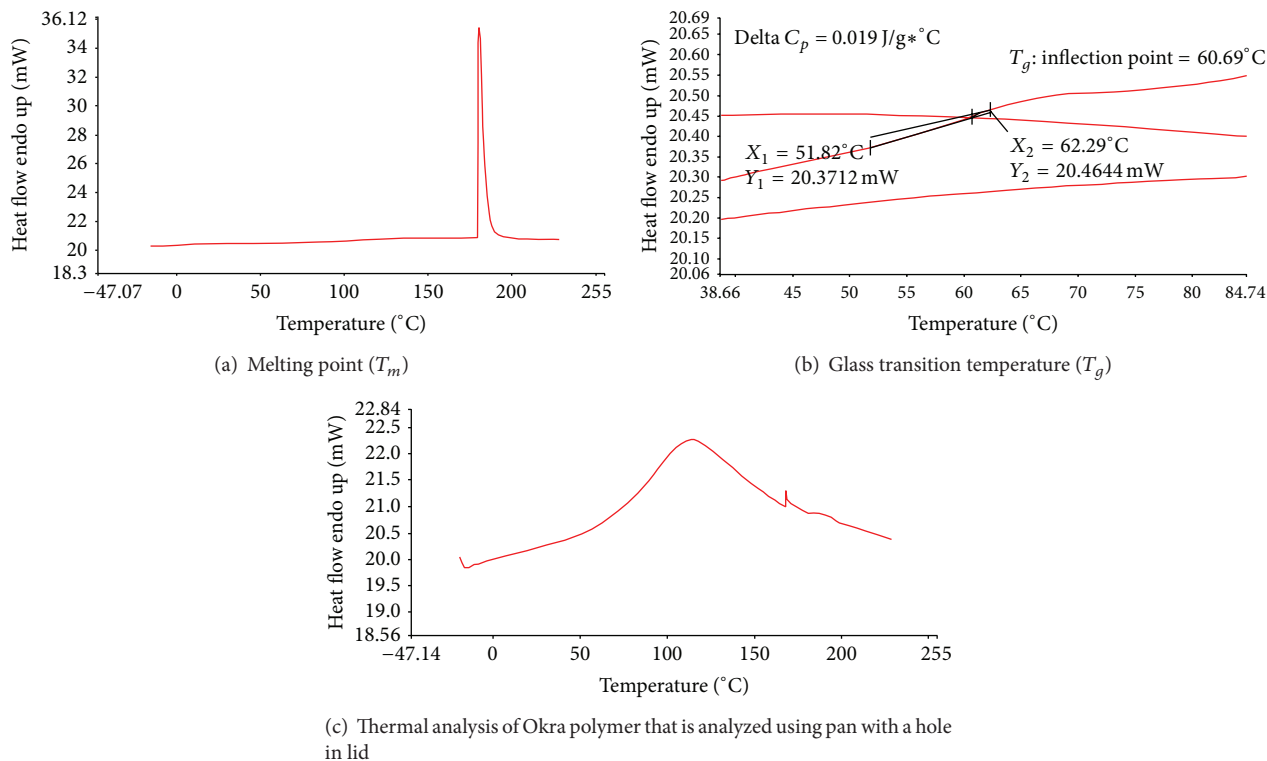 36.12
34
32
30
28
26
24
22
20
18.3
Heat flow endo up (mW)
−47.07 0 50 100 150 200 255
Temperature (°C)
(a) Melting point (Tm)
20.69
20.60
20.55
20.50
20.45
20.40
20.35
20.30
20.25
20.20
20.15
20.10
20.06
Heat flow endo up (mW)
Delta Cp = 0.019 J/g∗°C
Tg: inflection point = 60.69°C
X1 = 51.82°C
Y1 = 20.3712 mW
X2 = 62.29°C
Y2 = 20.4644 mW
38.66 45 50 55 60 65 70 75 80 84.74
Temperature (°C)
(b) Glass transition temperature (Tg)
22.84
22.5
22.0
21.5
21.0
20.5
20.0
19.5
19.0
18.56
Heat flow endo up (mW)
−47.14 0 50 100 150 200 255
Temperature (°C)
(c) Thermal analysis of Okra polymer that is analyzed using pan with a hole
in lid